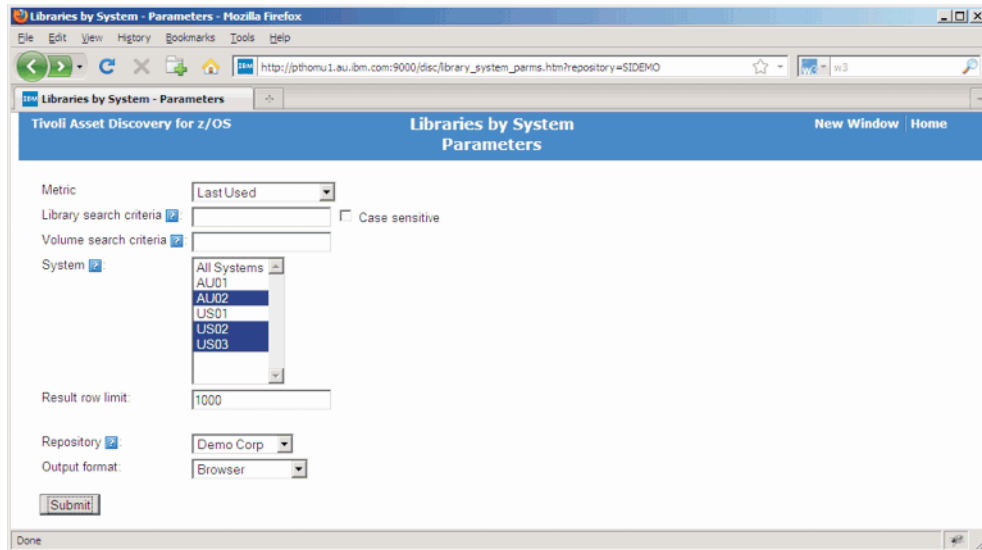 Libraries by System - Parameters - Mozilla Firefox
File Edit View History Bookmarks Tools Help
IBM http://pthomu1.au.ibm.com:9000/disc/library_system_parms.htm?repository=SIDEMO w3
IBM Libraries by System - Parameters
Tivoli Asset Discovery for z/OS
Libraries by System
Parameters
New Window Home
Metric Last Used
Library search criteria ? : Case sensitive
Volume search criteria ? :
System ? :
All Systems
AU01
AU02
US01
US02
US03
Result row limit: 1000
Repository ? : Demo Corp
Output format: Browser
Submit
Done